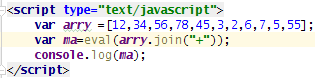 <script type="text/javascript">
var arry =[12,34,56,78,45,3,2,6,7,5,55];
var ma=eval(arry.join("+"));
console.log(ma);
</script>